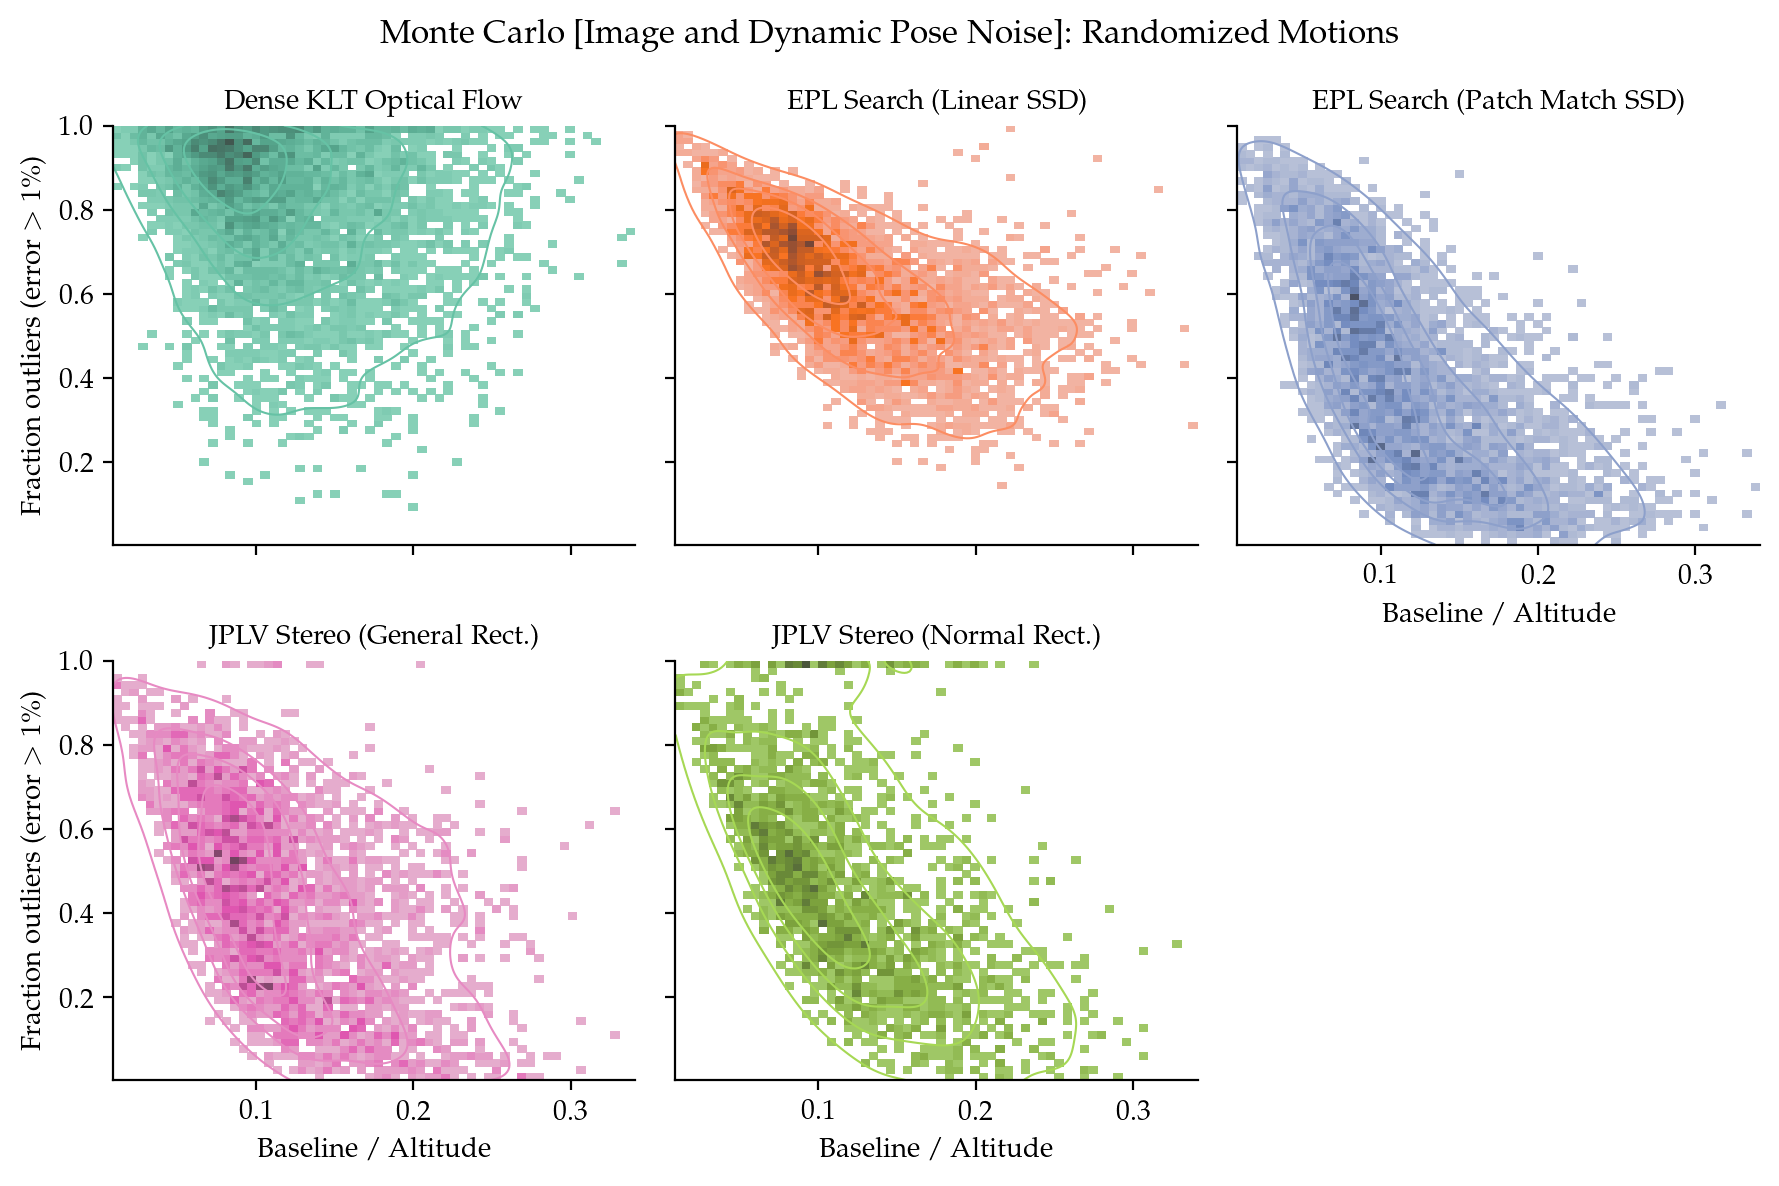 Monte Carlo [Image and Dynamic Pose Noise]: Randomized Motions
Dense KLT Optical Flow
EPL Search (Linear SSD)
EPL Search (Patch Match SSD)
Fraction outliers (error > 1%)
1.0
0.8
0.6
0.4
0.2
0.1
0.2
0.3
Baseline / Altitude
JPLV Stereo (General Rect.)
JPLV Stereo (Normal Rect.)
Fraction outliers (error > 1%)
1.0
0.8
0.6
0.4
0.2
0.1
0.2
0.3
Baseline / Altitude
0.1
0.2
0.3
Baseline / Altitude